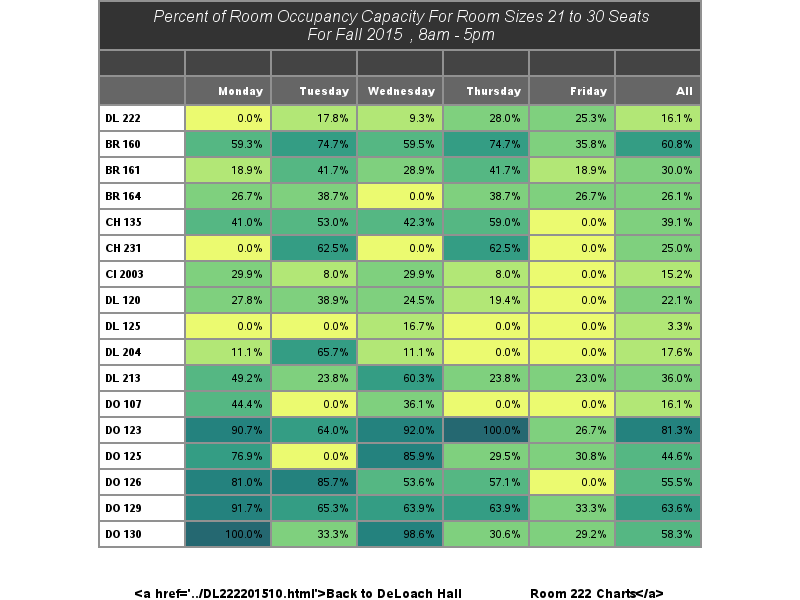 Percent of Room Occupancy Capacity For Room Sizes 21 to 30 Seats
For Fall 2015 , 8am - 5pm
Monday Tuesday Wednesday Thursday Friday All
DL 222 0.0% 17.8% 9.3% 28.0% 25.3% 16.1%
BR 160 59.3% 74.7% 59.5% 74.7% 35.8% 60.8%
BR 161 18.9% 41.7% 28.9% 41.7% 18.9% 30.0%
BR 164 26.7% 38.7% 0.0% 38.7% 26.7% 26.1%
CH 135 41.0% 53.0% 42.3% 59.0% 0.0% 39.1%
CH 231 0.0% 62.5% 0.0% 62.5% 0.0% 25.0%
CI 2003 29.9% 8.0% 29.9% 8.0% 0.0% 15.2%
DL 120 27.8% 38.9% 24.5% 19.4% 0.0% 22.1%
DL 125 0.0% 0.0% 16.7% 0.0% 0.0% 3.3%
DL 204 11.1% 65.7% 11.1% 0.0% 0.0% 17.6%
DL 213 49.2% 23.8% 60.3% 23.8% 23.0% 36.0%
DO 107 44.4% 0.0% 36.1% 0.0% 0.0% 16.1%
DO 123 90.7% 64.0% 92.0% 100.0% 26.7% 81.3%
DO 125 76.9% 0.0% 85.9% 29.5% 30.8% 44.6%
DO 126 81.0% 85.7% 53.6% 57.1% 0.0% 55.5%
DO 129 91.7% 65.3% 63.9% 63.9% 33.3% 63.6%
DO 130 100.0% 33.3% 98.6% 30.6% 29.2% 58.3%
<a href='../DL222201510.html'>Back to DeLoach Hall Room 222 Charts</a>